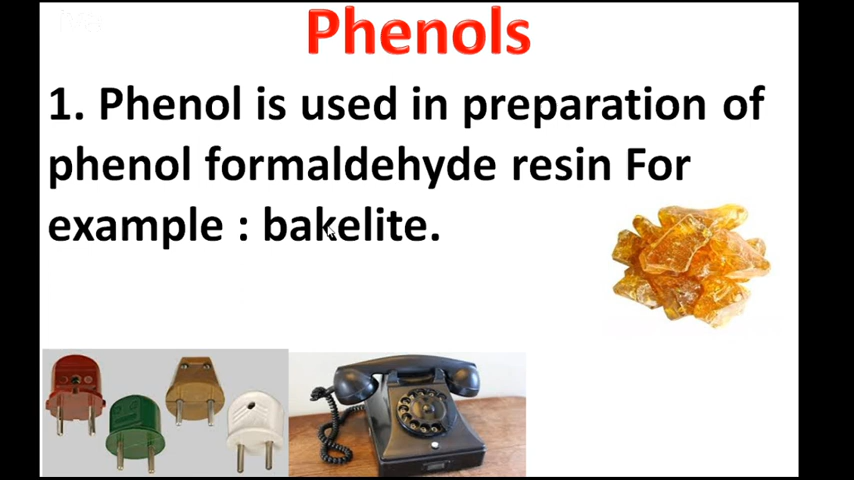 Phenols
1. Phenol is used in preparation of
phenol formaldehyde resin For
example : bakelite.